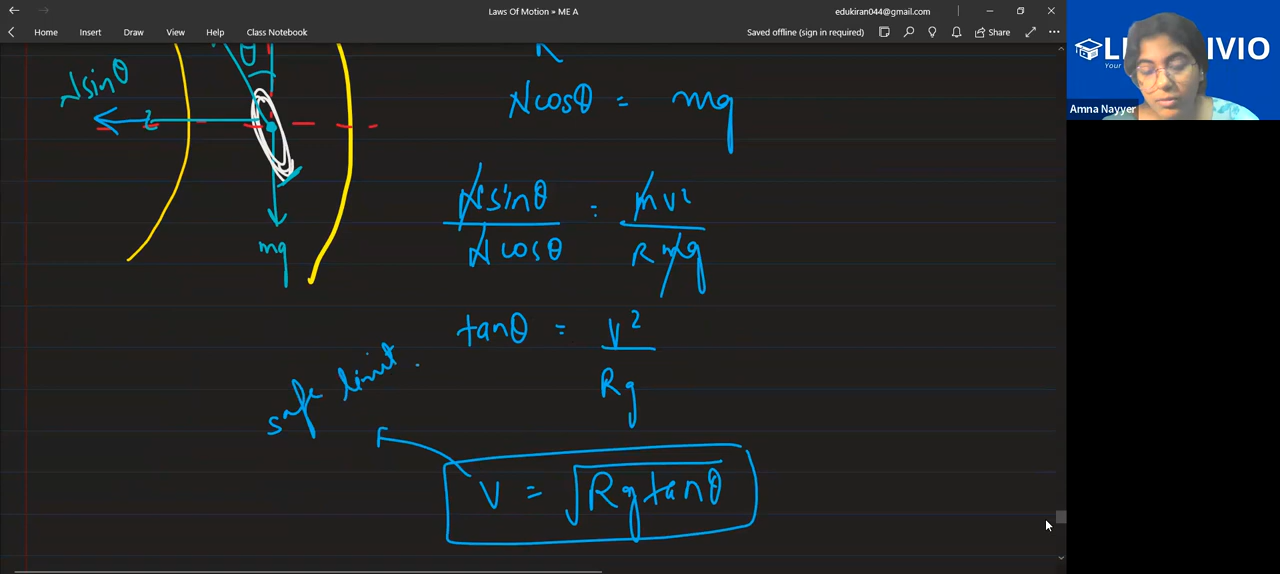 Laws Of Motion » ME A
edukiran044@gmail.com
Home Insert Draw View Help Class Notebook
Saved offline (sign in required)
Share
Amna Nayyer
Your
θ
N sinθ
mg
R
N cosθ = mg
N sinθ / N cosθ = mv² / R mg
tanθ = v² / Rg
safe limit.
V = √Rg tanθ